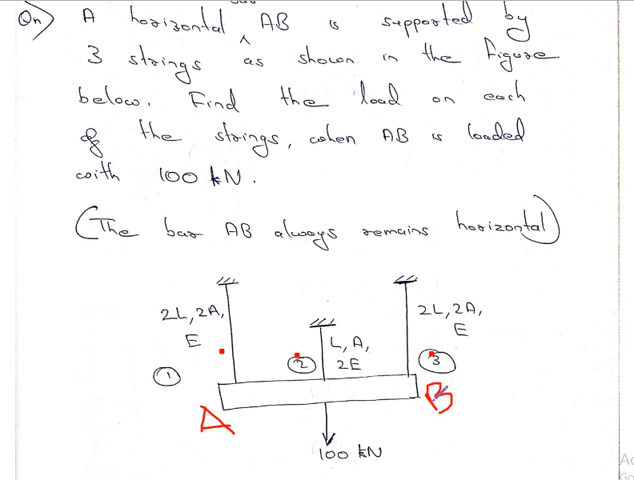 Qn) A horizontal bar AB is supported by
3 strings as shown in the figure
below. Find the load on each
of the strings, when AB is loaded
with 100 kN.
(The bar AB always remains horizontal)
2L, 2A,
E
L, A,
2E
2L, 2A,
E
1
2
3
A
B
100 kN
Ac
Go